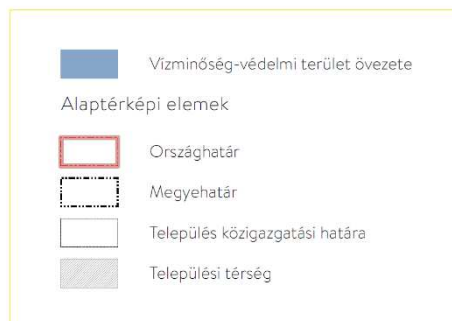 Vízminőség-védelmi terület övezete
Alaptérképi elemek
Országhatár
Megyehatár
Település közigazgatási határa
Települési térség